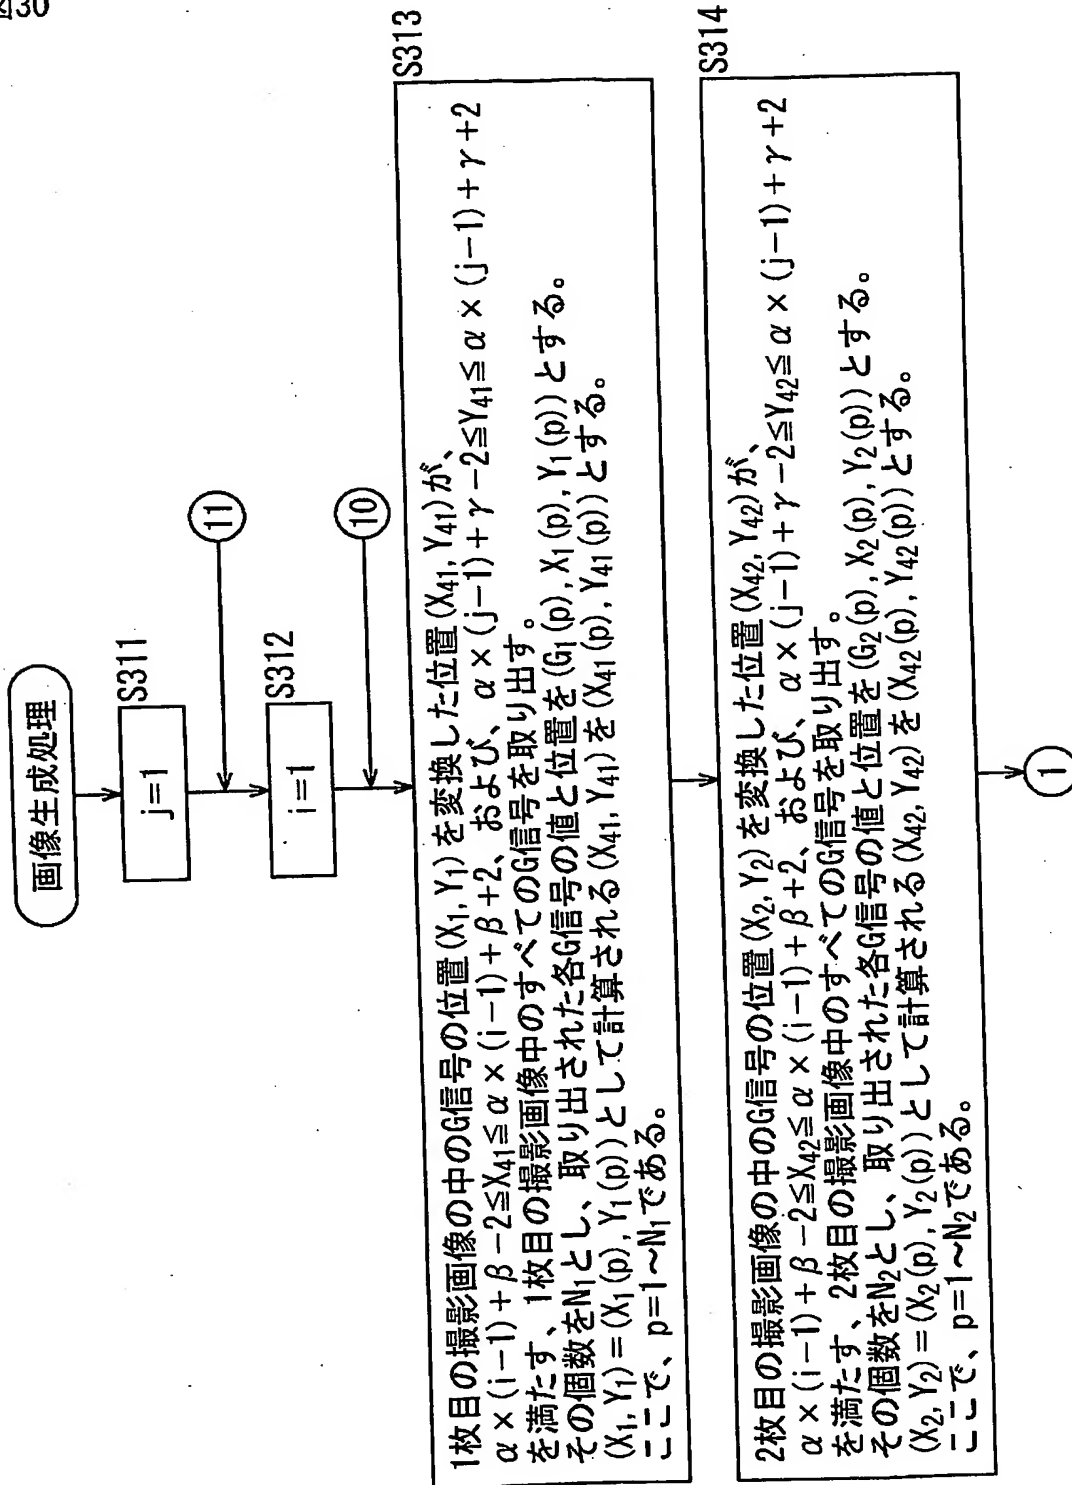 図30
画像生成処理
S311
j=1
11
S312
i=1
10
S313
1枚目の撮影画像の中のG信号の位置(X₁, Y₁)を変換した位置(X₄₁, Y₄₁)が、
α×(i−1)+β−2≦X₄₁≦α×(i−1)+β+2、および、α×(j−1)+γ−2≦Y₄₁≦α×(j−1)+γ+2
を満たす、1枚目の撮影画像中のすべてのG信号を取り出す。
その個数をN₁とし、取り出された各G信号の値と位置を(G₁(p), X₁(p), Y₁(p))とする。
(X₁, Y₁)=(X₁(p), Y₁(p))として計算される(X₄₁, Y₄₁)を(X₄₁(p), Y₄₁(p))とする。
ここで、p=1~N₁である。
S314
2枚目の撮影画像の中のG信号の位置(X₂, Y₂)を変換した位置(X₄₂, Y₄₂)が、
α×(i−1)+β−2≦X₄₂≦α×(i−1)+β+2、および、α×(j−1)+γ−2≦Y₄₂≦α×(j−1)+γ+2
を満たす、2枚目の撮影画像中のすべてのG信号を取り出す。
その個数をN₂とし、取り出された各G信号の値と位置を(G₂(p), X₂(p), Y₂(p))とする。
(X₂, Y₂)=(X₂(p), Y₂(p))として計算される(X₄₂, Y₄₂)を(X₄₂(p), Y₄₂(p))とする。
ここで、p=1~N₂である。
1